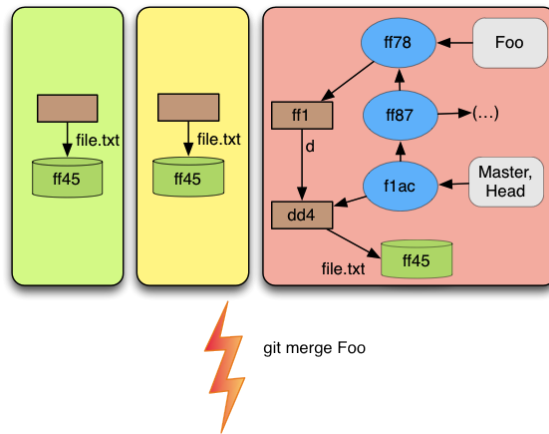 file.txt
ff45
file.txt
ff45
ff78
Foo
ff1
ff87
(...)
d
f1ac
Master,
Head
dd4
file.txt
ff45
git merge Foo